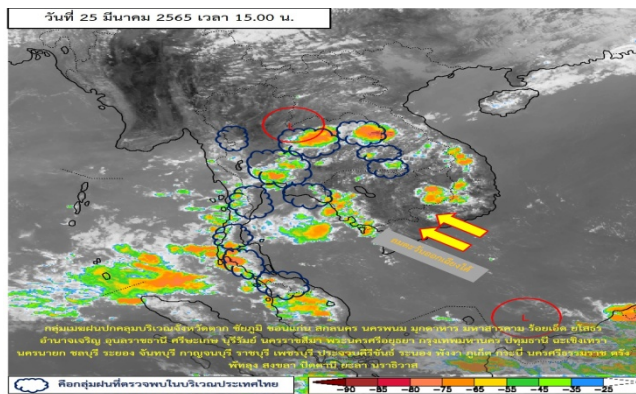 วันที่ 25 มีนาคม 2565 เวลา 15.00 น.
L
ลมตะวันออกเฉียงใต้
L
กลุ่มเมฆฝนปกคลุมบริเวณจังหวัดตาก ชัยภูมิ ขอนแก่น สกลนคร นครพนม มุกดาหาร มหาสารคาม ร้อยเอ็ด ยโสธร
อำนาจเจริญ อุบลราชธานี ศรีษะเกษ บุรีรัมย์ นครราชสีมา พระนครศรีอยุธยา กรุงเทพมหานคร ปทุมธานี ฉะเชิงเทรา
นครนายก ชลบุรี ระยอง จันทบุรี กาญจนบุรี ราชบุรี เพชรบุรี ประจวบคีรีขันธ์ ระนอง พังงา ภูเก็ต กระบี่ นครศรีธรรมราช ตรัง
พัทลุง สงขลา ปัตตานี ยะลา นราธิวาส
คือกลุ่มฝนที่ตรวจพบในบริเวณประเทศไทย
-90 -85 -75 -65 -55 -45 -35 -25